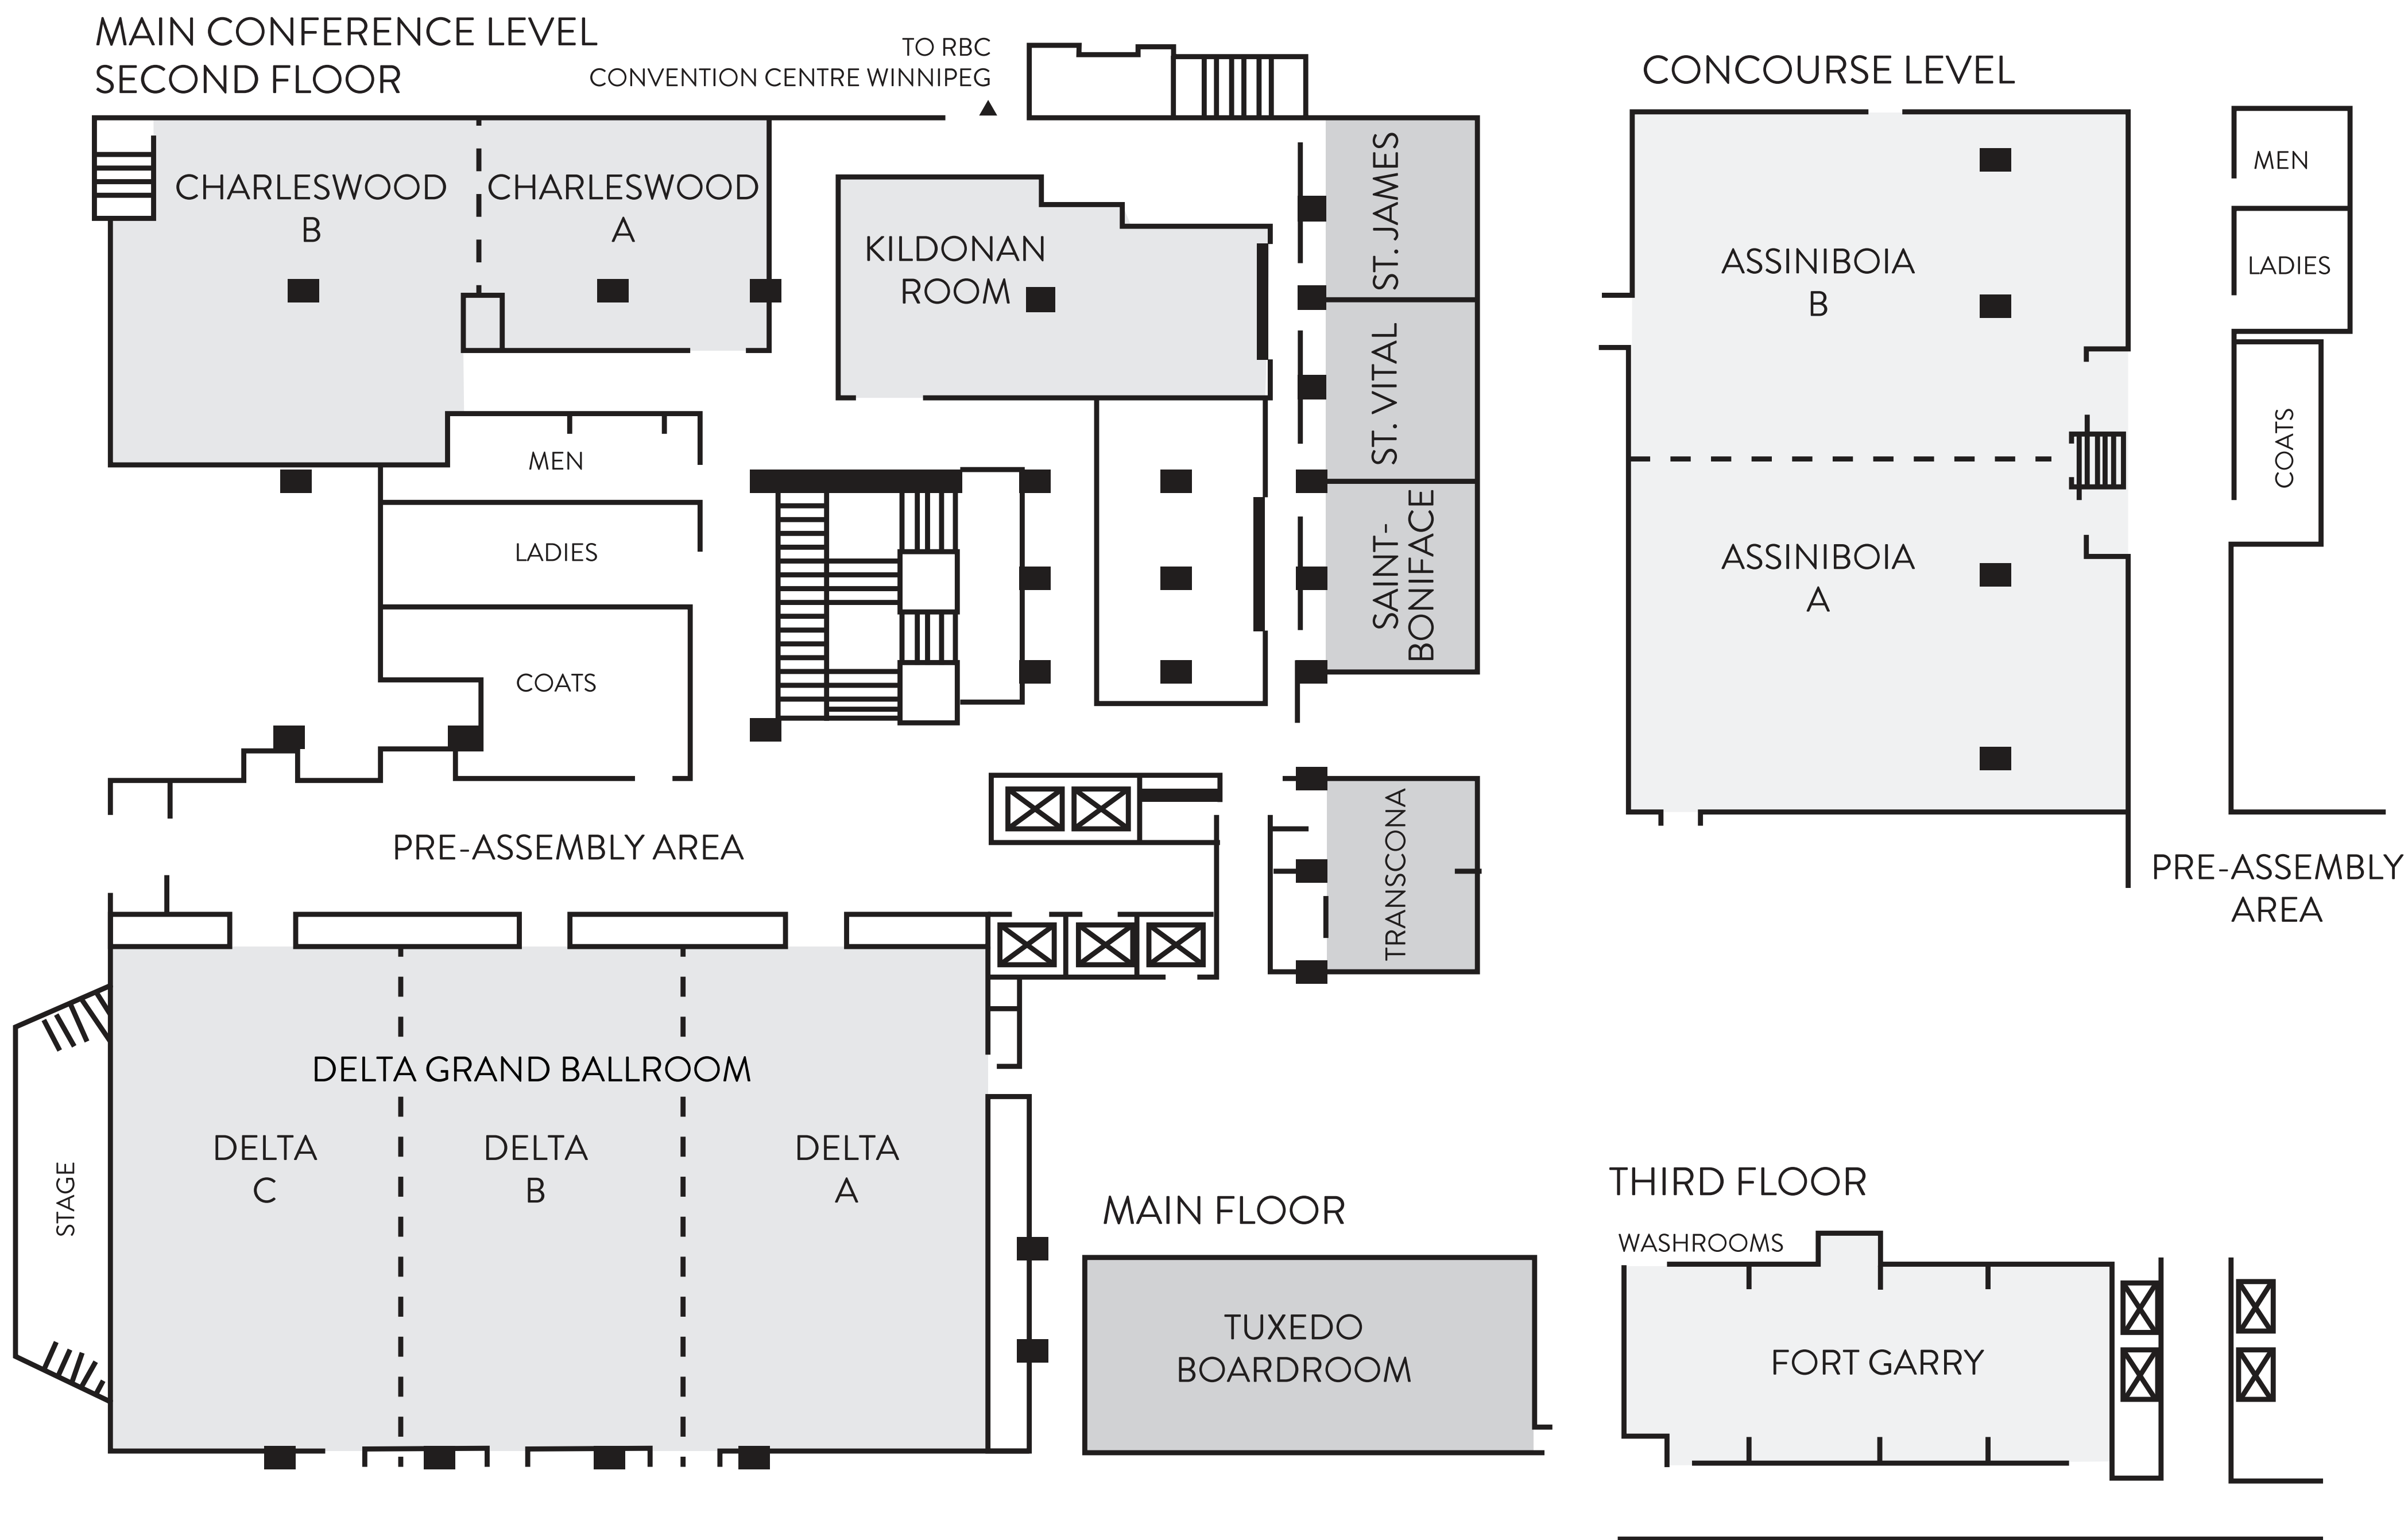 MAIN CONFERENCE LEVEL
SECOND FLOOR
TO RBC
CONVENTION CENTRE WINNIPEG
CHARLESWOOD
B
CHARLESWOOD
A
KILDONAN
ROOM
ST. JAMES
ST. VITAL
SAINT-
BONIFACE
MEN
LADIES
COATS
PRE-ASSEMBLY AREA
TRANSCONA
DELTA GRAND BALLROOM
DELTA
C
DELTA
B
DELTA
A
STAGE
CONCOURSE LEVEL
ASSINIBOIA
B
ASSINIBOIA
A
MEN
LADIES
COATS
PRE-ASSEMBLY
AREA
MAIN FLOOR
TUXEDO
BOARDROOM
THIRD FLOOR
WASHROOMS
FORT GARRY